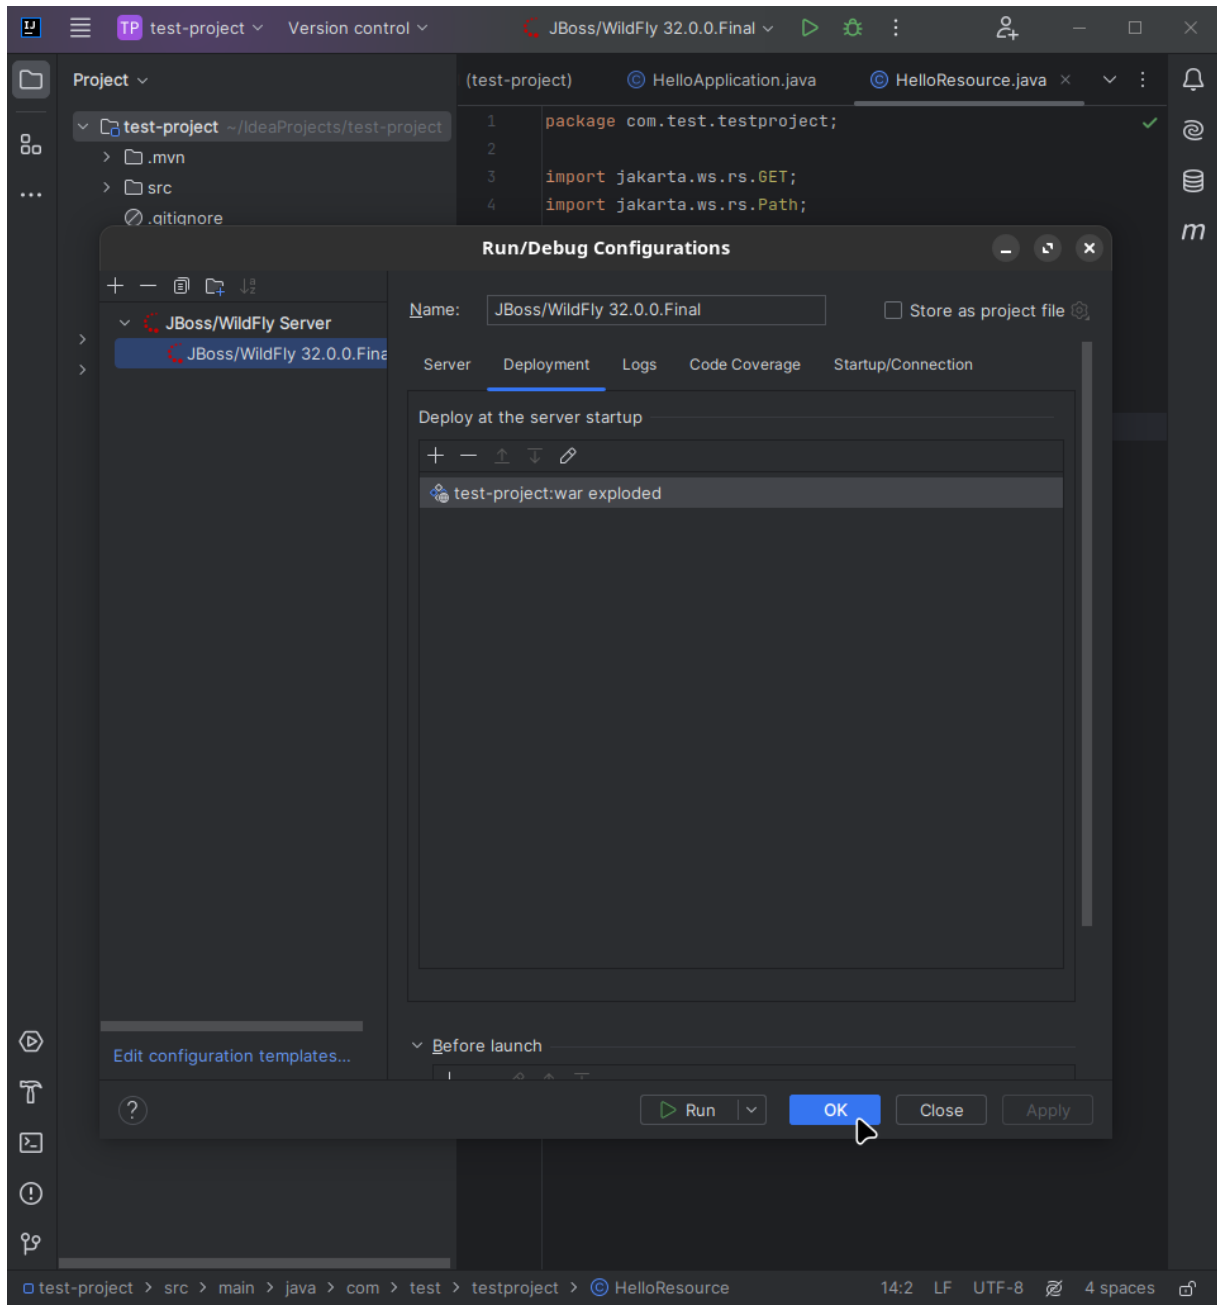 IJ
TP test-project Version control JBoss/WildFly 32.0.0.Final
Project
(test-project) HelloApplication.java HelloResource.java
test-project ~/IdeaProjects/test-project
.mvn
src
.gitignore
1 package com.test.testproject;
2
3 import jakarta.ws.rs.GET;
4 import jakarta.ws.rs.Path;
m
Run/Debug Configurations
JBoss/WildFly Server
JBoss/WildFly 32.0.0.Fina
Name: JBoss/WildFly 32.0.0.Final Store as project file
Server Deployment Logs Code Coverage Startup/Connection
Deploy at the server startup
test-project:war exploded
Edit configuration templates...
Before launch
? Run OK Close Apply
test-project > src > main > java > com > test > testproject > HelloResource 14:2 LF UTF-8 4 spaces